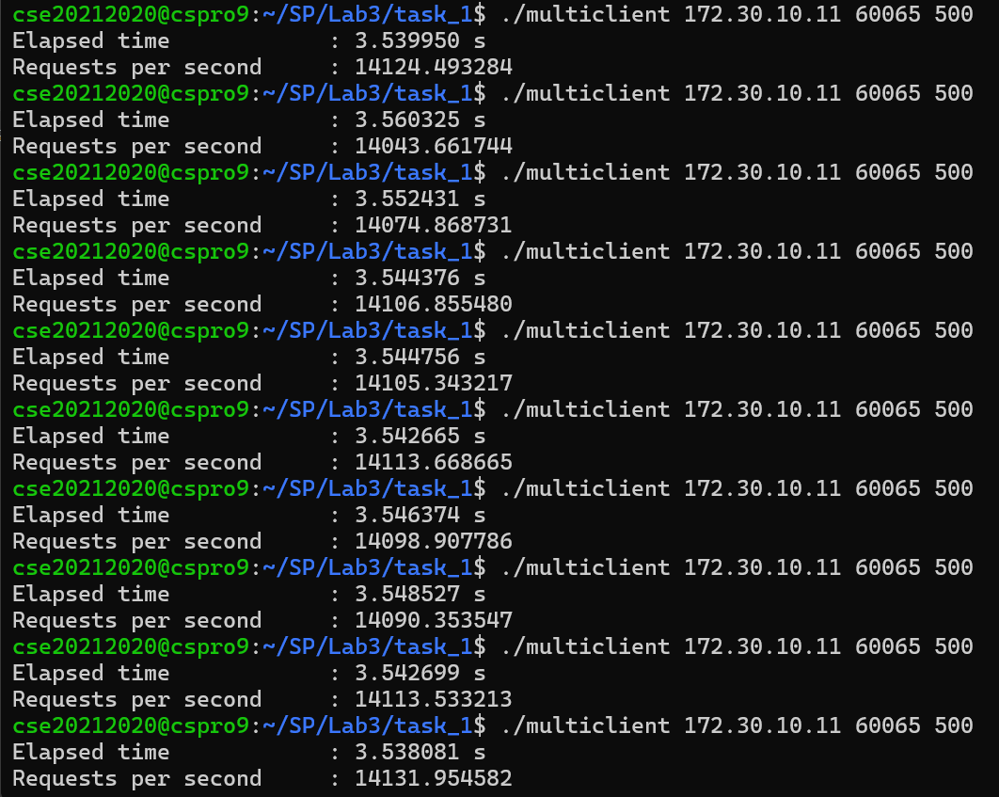 cse20212020@cspro9:~/SP/Lab3/task_1$ ./multiclient 172.30.10.11 60065 500
Elapsed time            : 3.539950 s
Requests per second     : 14124.493284
cse20212020@cspro9:~/SP/Lab3/task_1$ ./multiclient 172.30.10.11 60065 500
Elapsed time            : 3.560325 s
Requests per second     : 14043.661744
cse20212020@cspro9:~/SP/Lab3/task_1$ ./multiclient 172.30.10.11 60065 500
Elapsed time            : 3.552431 s
Requests per second     : 14074.868731
cse20212020@cspro9:~/SP/Lab3/task_1$ ./multiclient 172.30.10.11 60065 500
Elapsed time            : 3.544376 s
Requests per second     : 14106.855480
cse20212020@cspro9:~/SP/Lab3/task_1$ ./multiclient 172.30.10.11 60065 500
Elapsed time            : 3.544756 s
Requests per second     : 14105.343217
cse20212020@cspro9:~/SP/Lab3/task_1$ ./multiclient 172.30.10.11 60065 500
Elapsed time            : 3.542665 s
Requests per second     : 14113.668665
cse20212020@cspro9:~/SP/Lab3/task_1$ ./multiclient 172.30.10.11 60065 500
Elapsed time            : 3.546374 s
Requests per second     : 14098.907786
cse20212020@cspro9:~/SP/Lab3/task_1$ ./multiclient 172.30.10.11 60065 500
Elapsed time            : 3.548527 s
Requests per second     : 14090.353547
cse20212020@cspro9:~/SP/Lab3/task_1$ ./multiclient 172.30.10.11 60065 500
Elapsed time            : 3.542699 s
Requests per second     : 14113.533213
cse20212020@cspro9:~/SP/Lab3/task_1$ ./multiclient 172.30.10.11 60065 500
Elapsed time            : 3.538081 s
Requests per second     : 14131.954582